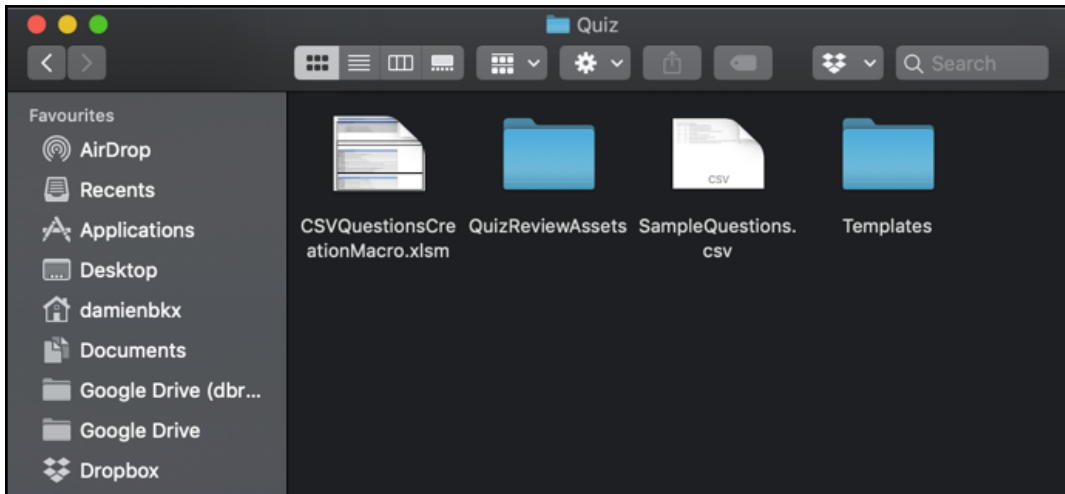 Quiz
Search
Favourites
AirDrop
Recents
Applications
Desktop
damienbkx
Documents
Google Drive (dbr...
Google Drive
Dropbox
CSVQuestionsCre
ationMacro.xlsm
QuizReviewAssets
CSV
SampleQuestions.
csv
Templates